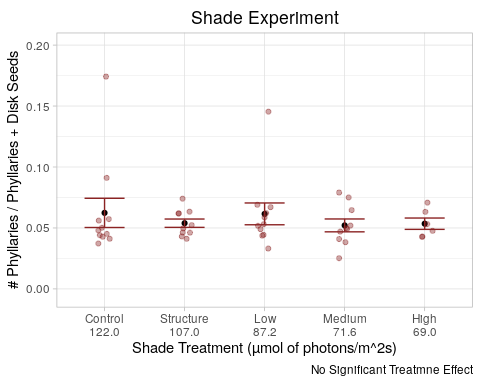 Shade Experiment
# Phyllaries / Phyllaries + Disk Seeds
0.20
0.15
0.10
0.05
0.00
Control Structure Low Medium High
122.0 107.0 87.2 71.6 69.0
Shade Treatment (µmol of photons/m^2s)
No Significant Treatmne Effect